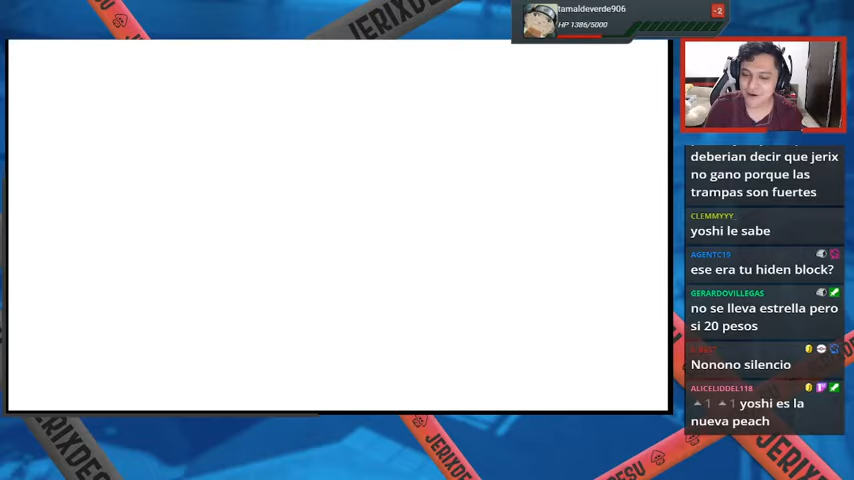 JERIX
JERIXDESU
tamaldeverde906
-2
HP 1386/5000
deberian decir que jerix
no gano porque las
trampas son fuertes
CLEMMYYY_
yoshi le sabe
AGENTC19
ese era tu hiden block?
GERARDOVILLEGAS
no se lleva estrella pero
si 20 pesos
Nonono silencio
ALICELIDDEL118
1 1 yoshi es la
nueva peach
JERIXDESU
JERIXDESU